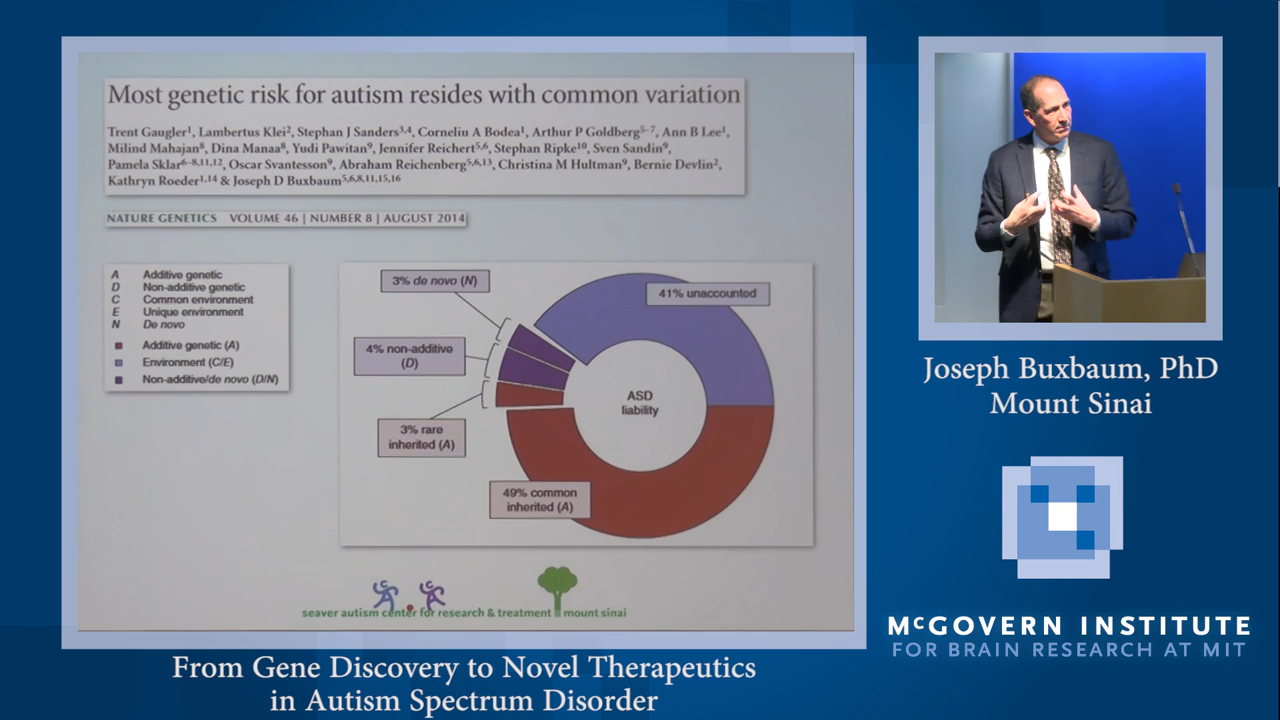 Most genetic risk for autism resides with common variation
Trent Gaugler1, Lambertus Klei2, Stephan J Sanders3,4, Corneliu A Bodea1, Arthur P Goldberg5–7, Ann B Lee1,
Milind Mahajan8, Dina Manaa8, Yudi Pawitan9, Jennifer Reichert5,6, Stephan Ripke10, Sven Sandin9,
Pamela Sklar6–8,11,12, Oscar Svantesson9, Abraham Reichenberg5,6,13, Christina M Hultman9, Bernie Devlin2,
Kathryn Roeder1,14 & Joseph D Buxbaum5,6,8,11,15,16
NATURE GENETICS VOLUME 46 | NUMBER 8 | AUGUST 2014
A Additive genetic
D Non-additive genetic
C Common environment
E Unique environment
N De novo
Additive genetic (A)
Environment (C/E)
Non-additive/de novo (D/N)
3% de novo (N)
41% unaccounted
4% non-additive
(D)
ASD
liability
3% rare
inherited (A)
49% common
inherited (A)
seaver autism center for research & treatment mount sinai
From Gene Discovery to Novel Therapeutics
in Autism Spectrum Disorder
Joseph Buxbaum, PhD
Mount Sinai
McGOVERN INSTITUTE
FOR BRAIN RESEARCH AT MIT